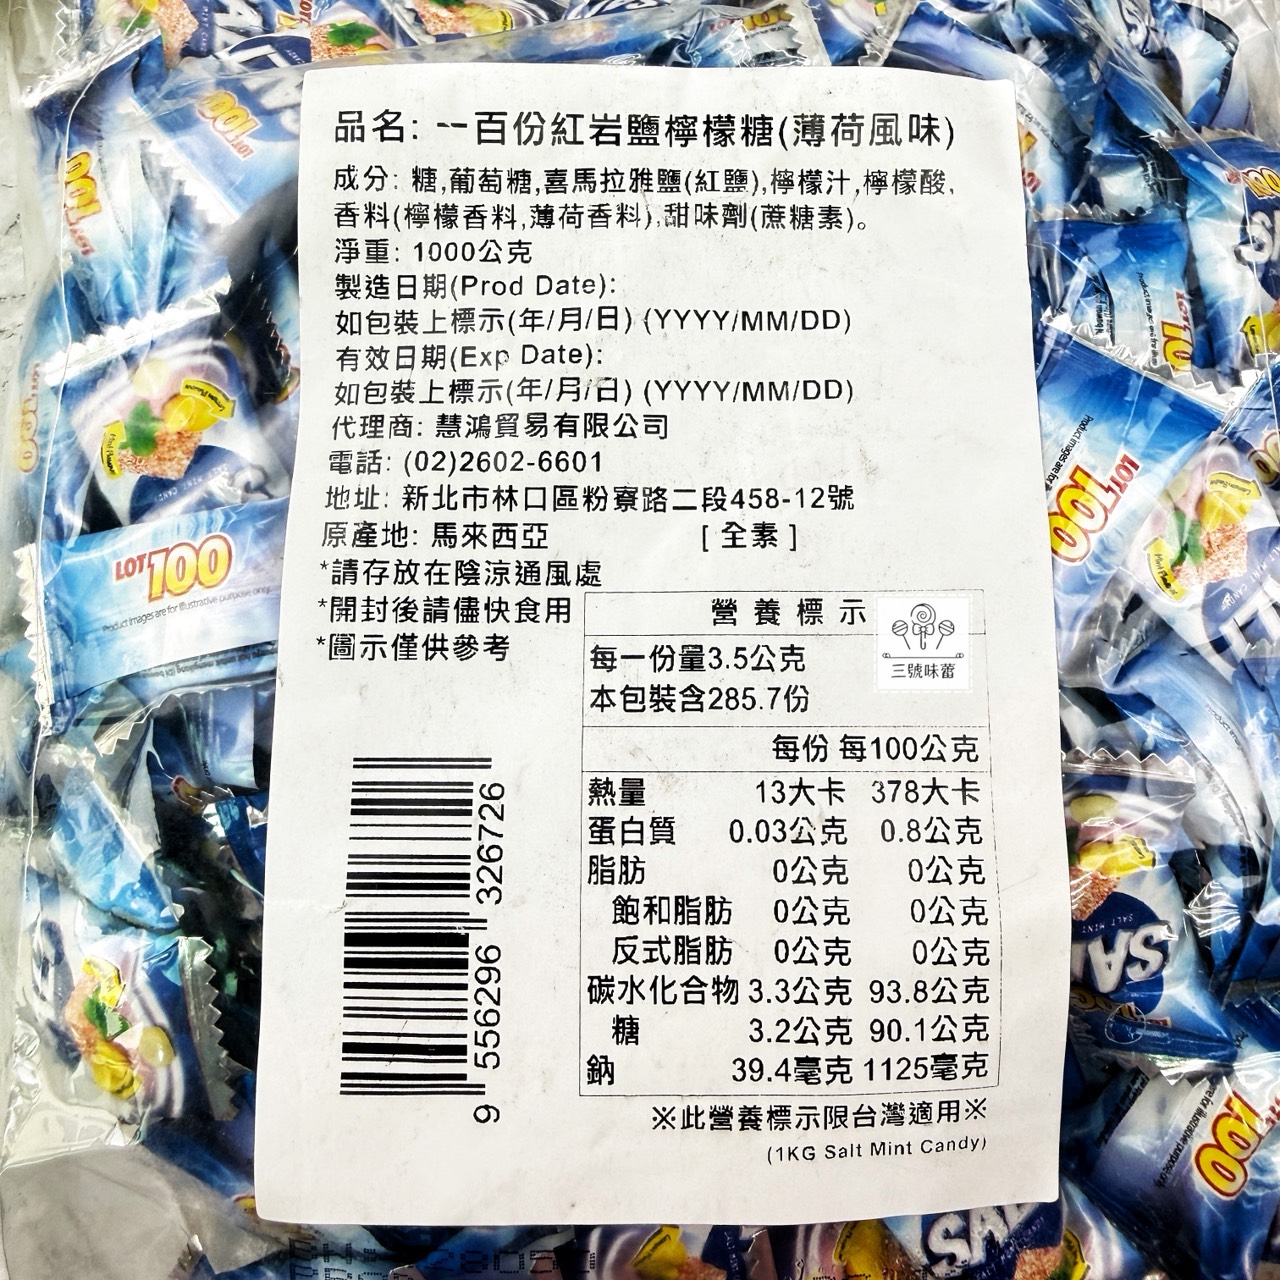 品名: 一百份紅岩鹽檸檬糖(薄荷風味)
成分: 糖,葡萄糖,喜馬拉雅鹽(紅鹽),檸檬汁,檸檬酸,
香料(檸檬香料,薄荷香料),甜味劑(蔗糖素)。
淨重: 1000公克
製造日期(Prod Date):
如包裝上標示(年/月/日) (YYYY/MM/DD)
有效日期(Exp Date):
如包裝上標示(年/月/日) (YYYY/MM/DD)
代理商: 慧鴻貿易有限公司
電話: (02)2602-6601
地址: 新北市林口區粉寮路二段458-12號
原產地: 馬來西亞 [ 全素 ]
*請存放在陰涼通風處
*開封後請儘快食用
*圖示僅供參考
營養標示
三號味蕾
每一份量3.5公克
本包裝含285.7份
每份 每100公克
熱量 13大卡 378大卡
蛋白質 0.03公克 0.8公克
脂肪 0公克 0公克
飽和脂肪 0公克 0公克
反式脂肪 0公克 0公克
碳水化合物 3.3公克 93.8公克
糖 3.2公克 90.1公克
鈉 39.4毫克 1125毫克
※此營養標示限台灣適用※
(1KG Salt Mint Candy)
9 556296 326726
LOT 100
Product images are for illustrative purpose only.
LOT 100
LOT 100